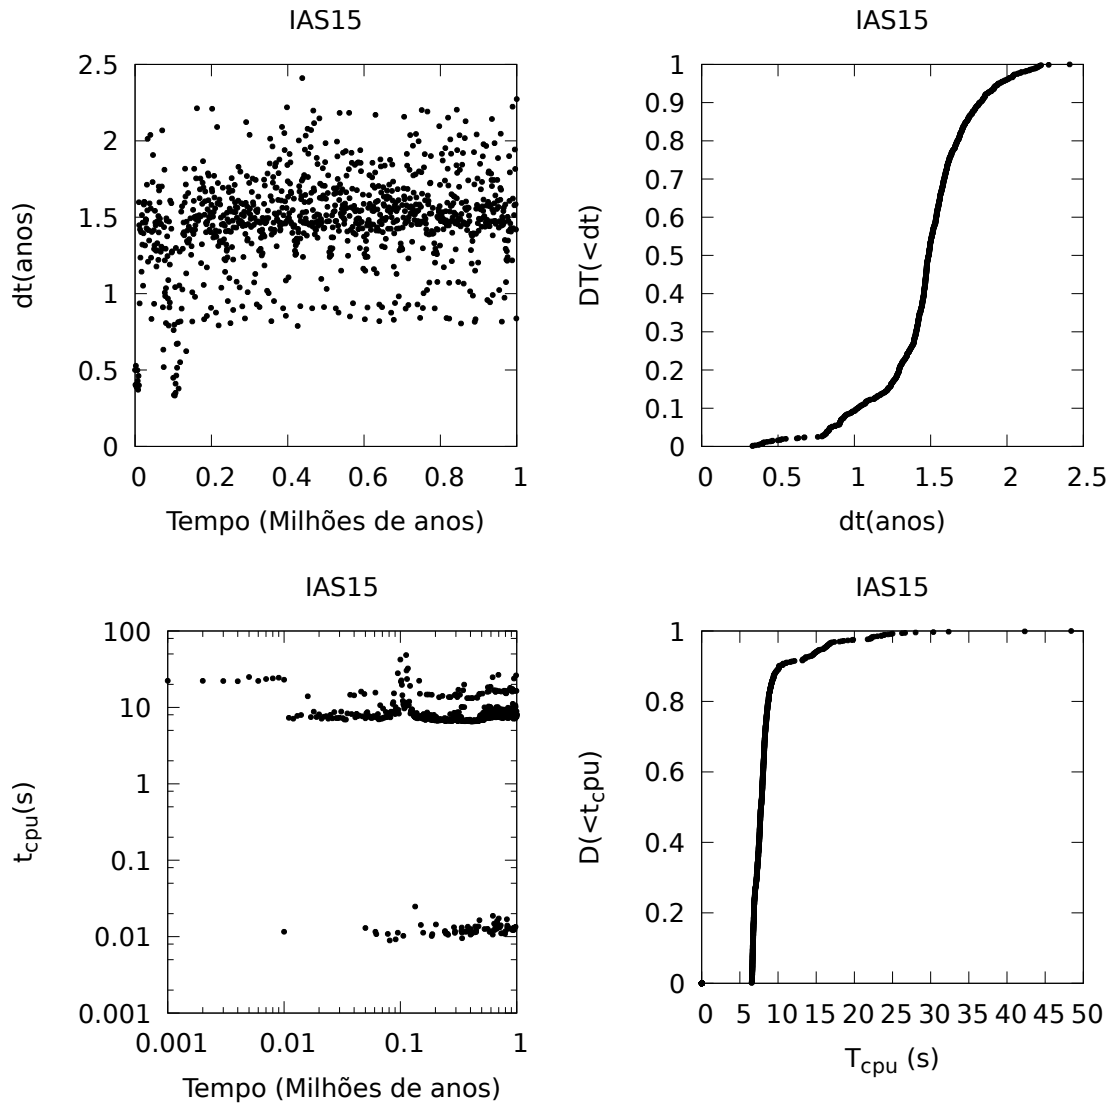 IAS15
2.5
2
1.5
1
0.5
0
dt(anos)
0 0.2 0.4 0.6 0.8 1
Tempo (Milhões de anos)
IAS15
1
0.9
0.8
0.7
0.6
0.5
0.4
0.3
0.2
0.1
0
DT(<dt)
0 0.5 1 1.5 2 2.5
dt(anos)
IAS15
100
10
1
0.1
0.01
0.001
t_cpu(s)
0.001 0.01 0.1 1
Tempo (Milhões de anos)
IAS15
1
0.8
0.6
0.4
0.2
0
D(<t_cpu)
0 5 10 15 20 25 30 35 40 45 50
T_cpu (s)